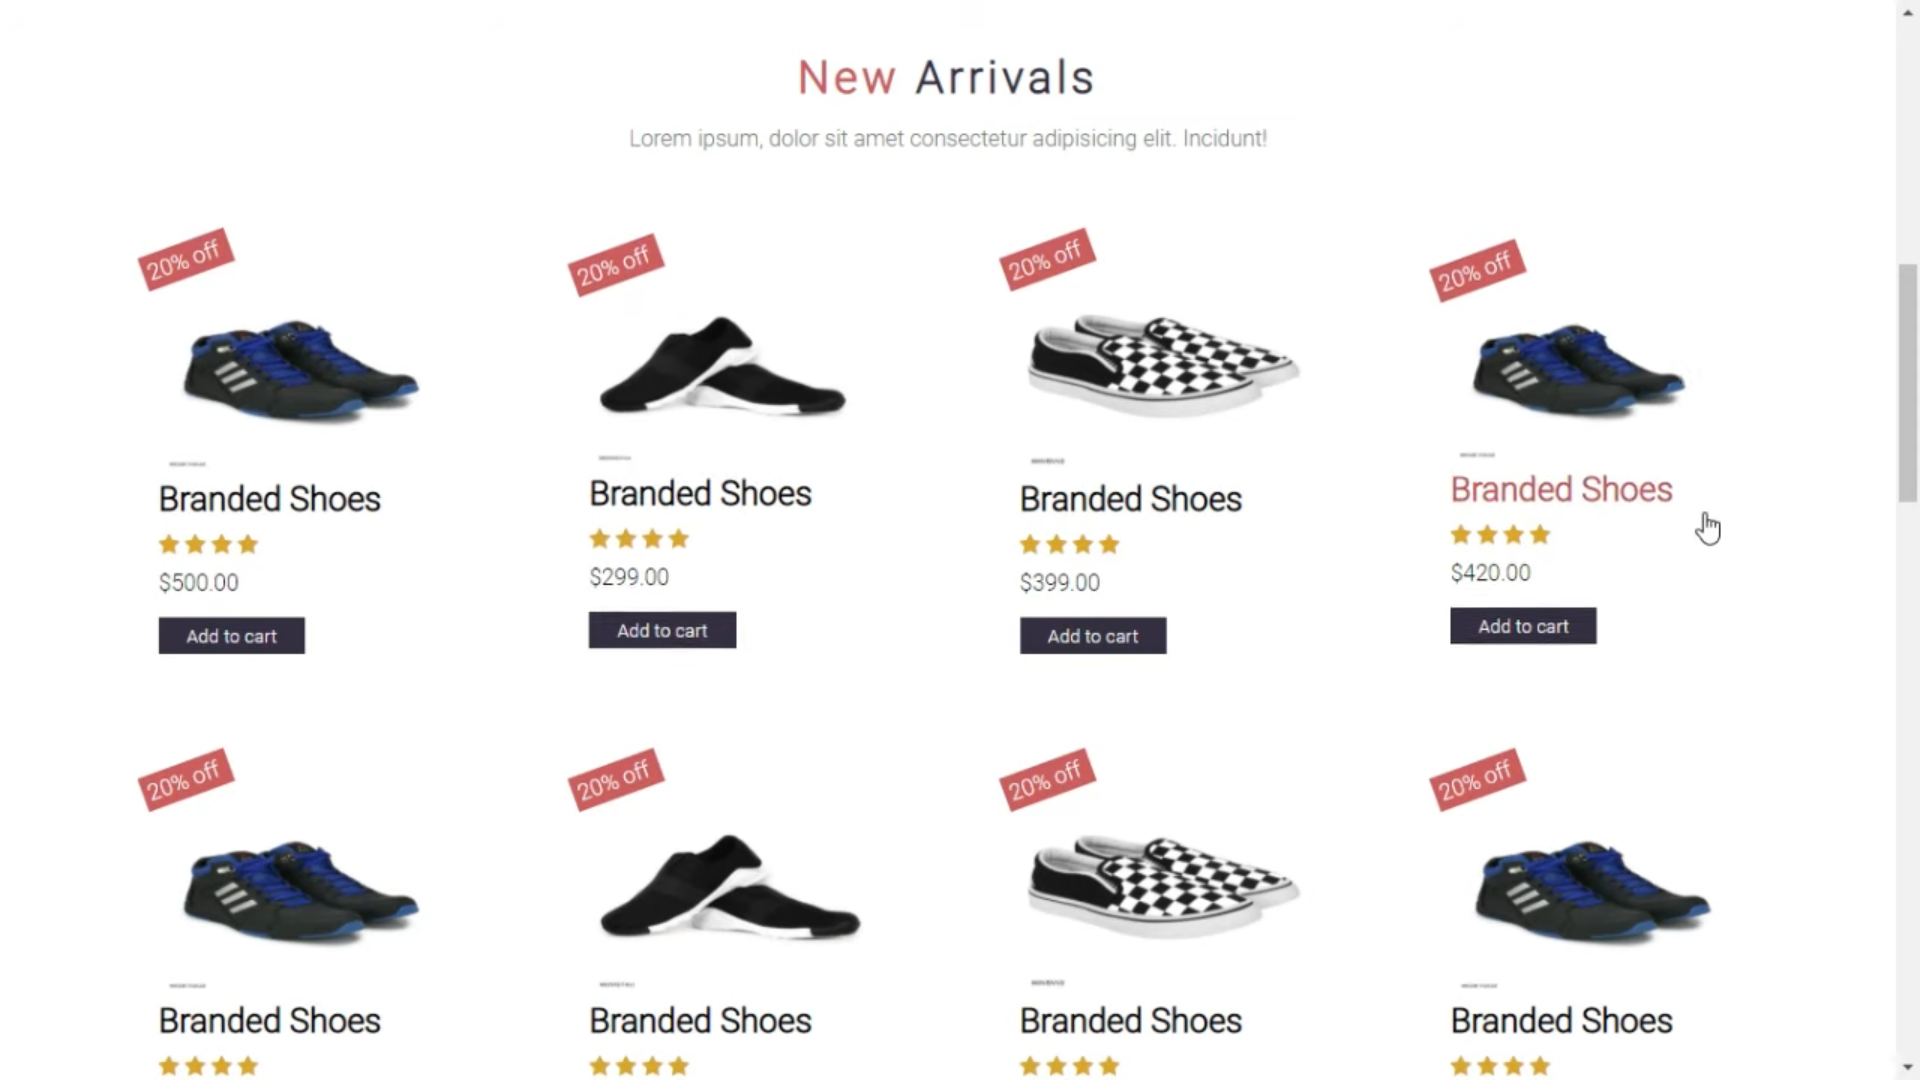 New Arrivals
Lorem ipsum, dolor sit amet consectetur adipisicing elit. Incidunt!
20% off
20% off
20% off
20% off
Branded Shoes
Branded Shoes
Branded Shoes
Branded Shoes
$500.00
$299.00
$399.00
$420.00
Add to cart
Add to cart
Add to cart
Add to cart
20% off
20% off
20% off
20% off
Branded Shoes
Branded Shoes
Branded Shoes
Branded Shoes